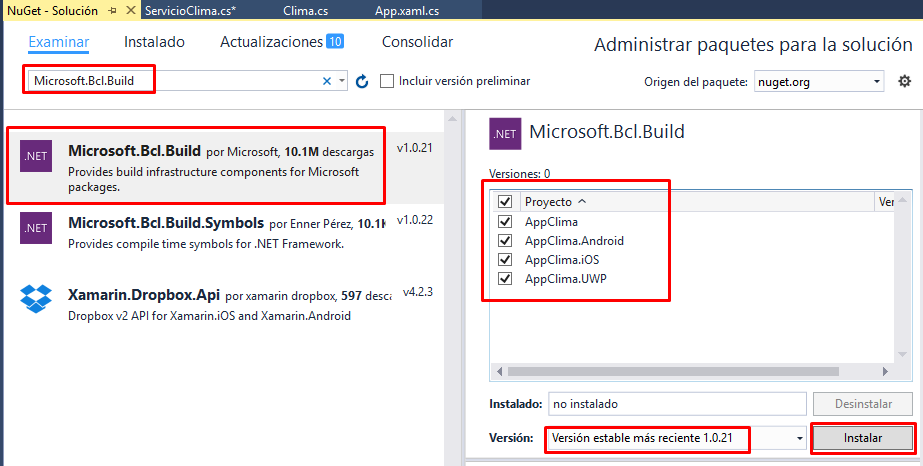 NuGet - Solución
ServicioClima.cs*
Clima.cs
App.xaml.cs
Examinar
Instalado
Actualizaciones 10
Consolidar
Administrar paquetes para la solución
Microsoft.Bcl.Build
Incluir versión preliminar
Origen del paquete: nuget.org
.NET
Microsoft.Bcl.Build por Microsoft, 10.1M descargas
v1.0.21
Provides build infrastructure components for Microsoft
packages.
.NET
Microsoft.Bcl.Build.Symbols por Enner Pérez, 10.1K
v1.0.22
Provides compile time symbols for .NET Framework.
Xamarin.Dropbox.Api por xamarin dropbox, 597 desca
v4.2.3
Dropbox v2 API for Xamarin.iOS and Xamarin.Android
.NET
Microsoft.Bcl.Build
Versiones: 0
Proyecto
Ver
AppClima
AppClima.Android
AppClima.iOS
AppClima.UWP
Instalado: no instalado
Desinstalar
Versión: Versión estable más reciente 1.0.21
Instalar